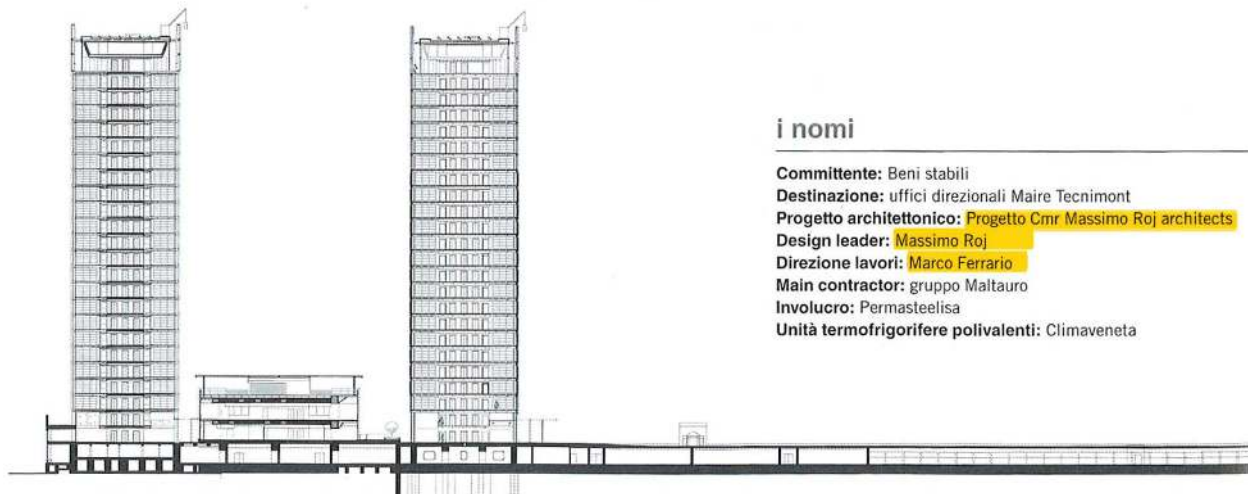 i nomi
Committente: Beni stabili
Destinazione: uffici direzionali Maire Tecnimont
Progetto architettonico: Progetto Cmr Massimo Roj architects
Design leader: Massimo Roj
Direzione lavori: Marco Ferrario
Main contractor: gruppo Maltauro
Involucro: Permasteelisa
Unità termofrigorifere polivalenti: Climaveneta